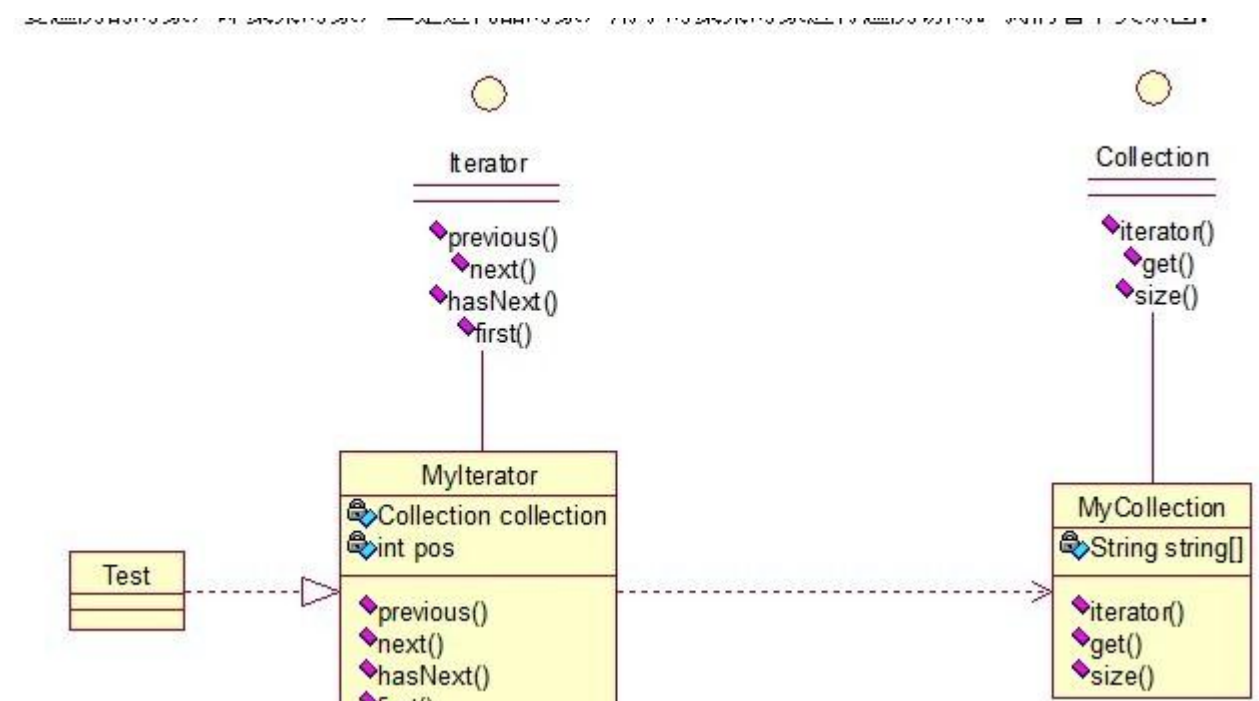 Iterator
previous()
next()
hasNext()
first()
Collection
iterator()
get()
size()
MyIterator
Collection collection
int pos
previous()
next()
hasNext()
MyCollection
String string[]
iterator()
get()
size()
Test